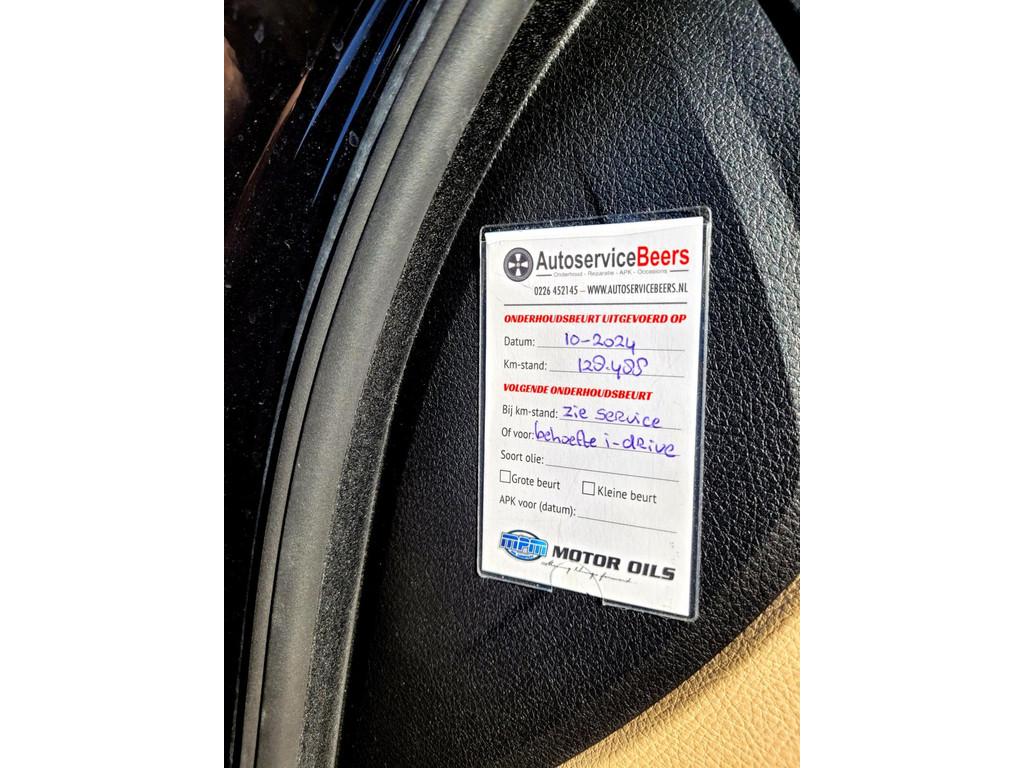 AutoserviceBeers
Onderhoud - Reparatie - APK - Occasions
0226 452145 – WWW.AUTOSERVICEBEERS.NL
ONDERHOUDSBEURT UITGEVOERD OP
Datum: 10-2024
Km-stand: 128.485
VOLGENDE ONDERHOUDSBEURT
Bij km-stand: zie service
Of voor: behoefte i-drive
Soort olie:
Grote beurt Kleine beurt
APK voor (datum):
mpm MOTOR OILS